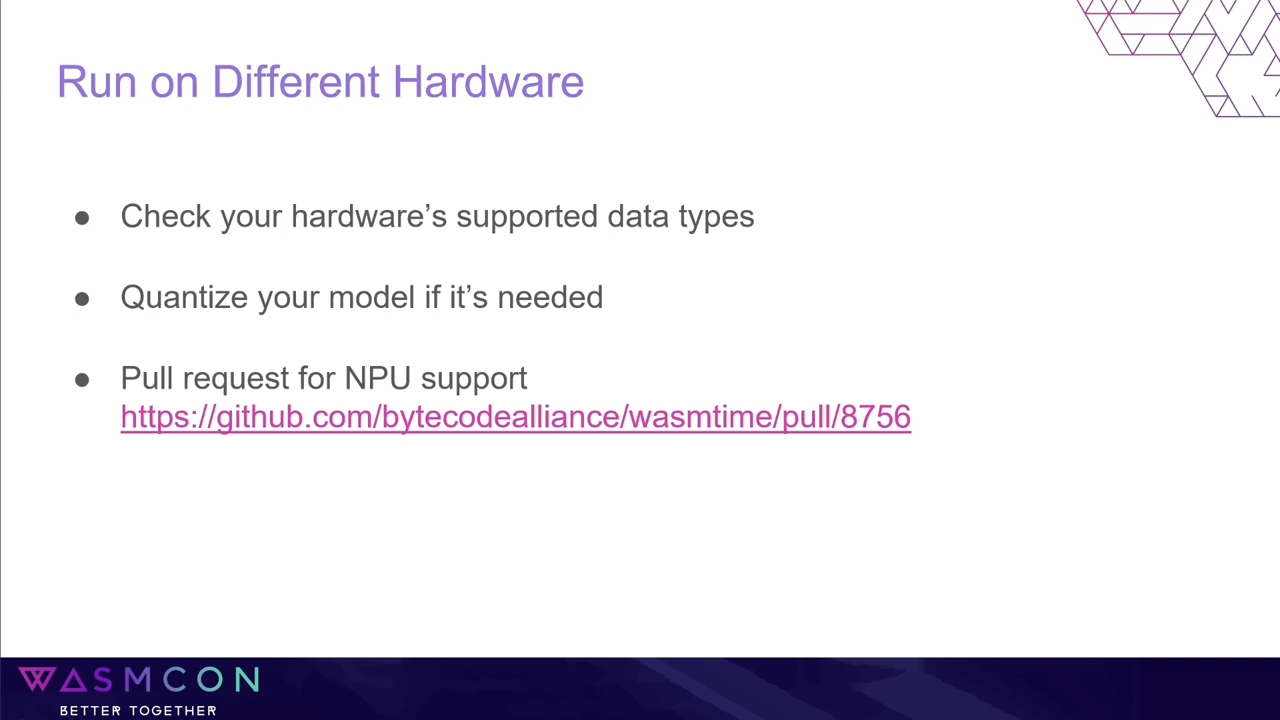 Run on Different Hardware
● Check your hardware’s supported data types
● Quantize your model if it’s needed
● Pull request for NPU support
https://github.com/bytecodealliance/wasmtime/pull/8756
WASMCON
BETTER TOGETHER